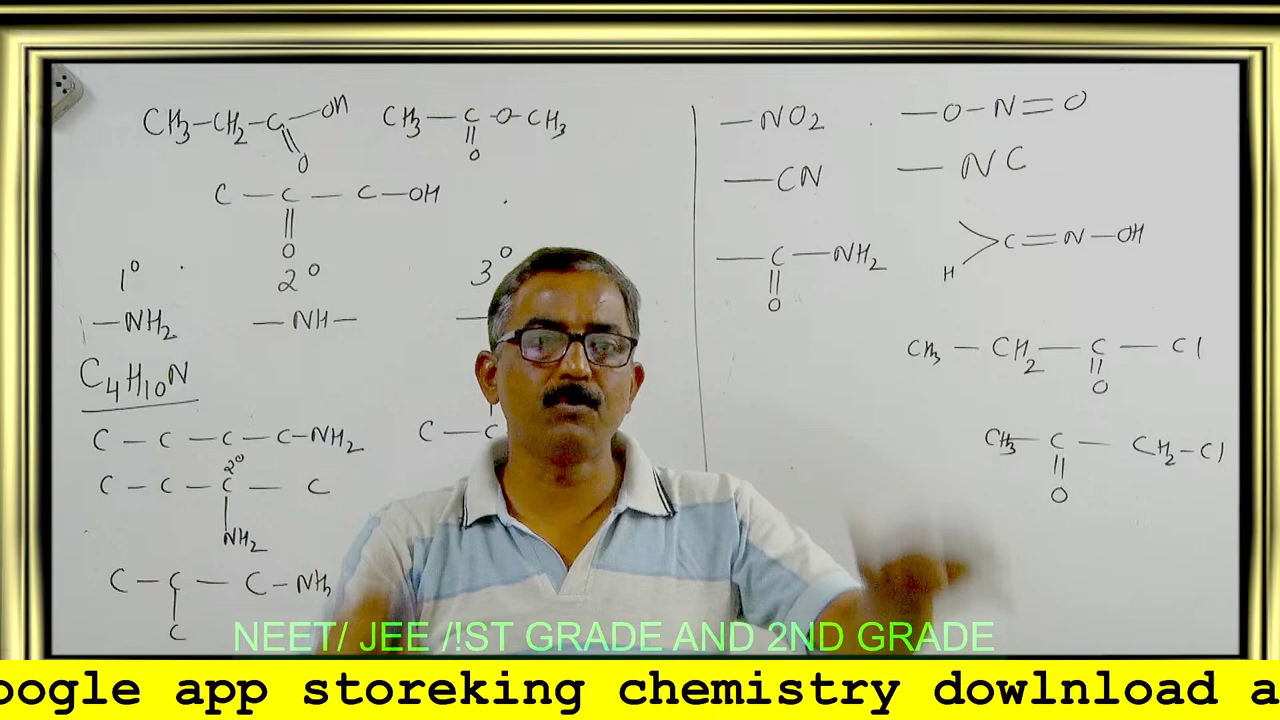 CH3-CH2-C-OH
O
CH3-C-O-CH3
O
C-C-C-OH
O
1° 2° 3°
-NH2 -NH-
C4H10N
C-C-C-C-NH2
2°
C-C-C-C
NH2
C-C-C-NH2
C
C-C
-NO2 -O-N=O
-CN -NC
-C-NH2
O
>C=N-OH
H
CH3-CH2-C-Cl
O
CH3-C-CH2-Cl
O
NEET/ JEE /!ST GRADE AND 2ND GRADE
oogle app storeking chemistry dowlnload a